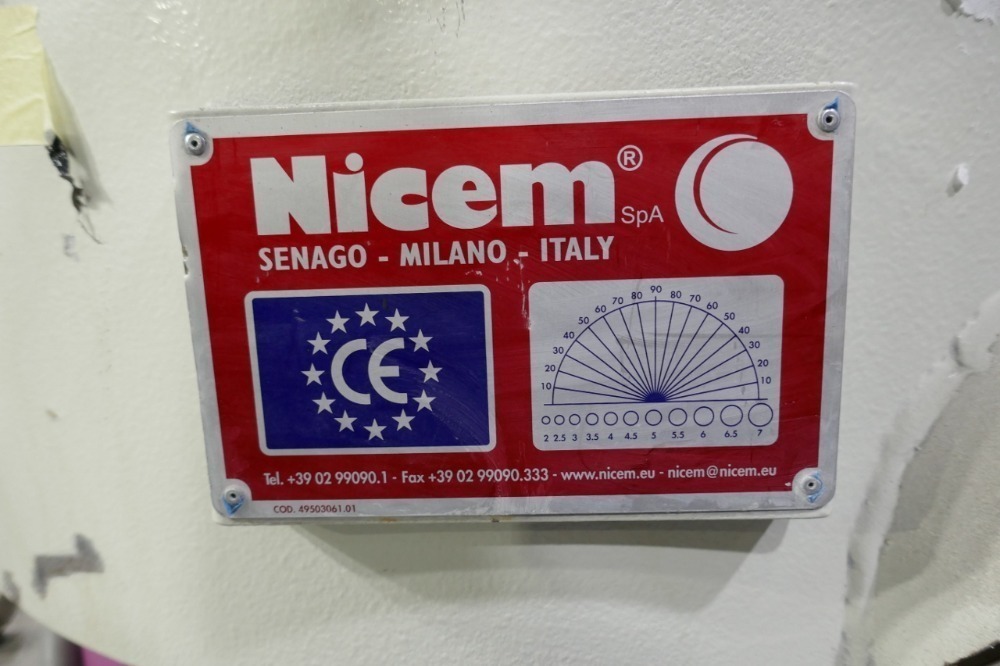 Nicem® SpA
SENAGO - MILANO - ITALY
CE
10 20 30 40 50 60 70 80 90 80 70 60 50 40 30 20 10
2 2.5 3 3.5 4 4.5 5 5.5 6 6.5 7
Tel. +39 02 99090.1 - Fax +39 02 99090.333 - www.nicem.eu - nicem@nicem.eu
COD. 49503061.01